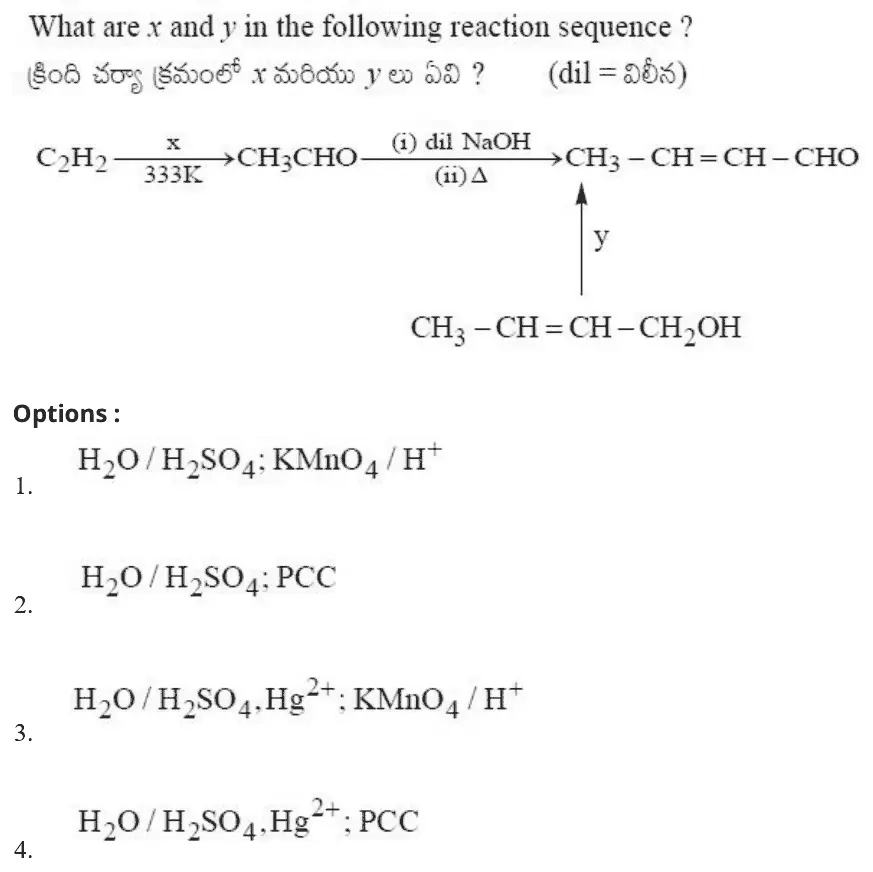 What are x and y in the following reaction sequence ?
క్రింది చర్యా క్రమంలో x మరియు y లు ఏవి ? (dil = విలీన)
C₂H₂ —x/333K→ CH₃CHO —(i) dil NaOH/(ii) Δ→ CH₃ – CH = CH – CHO
y
CH₃ – CH = CH – CH₂OH
Options :
1. H₂O / H₂SO₄; KMnO₄ / H⁺
2. H₂O / H₂SO₄; PCC
3. H₂O / H₂SO₄, Hg²⁺; KMnO₄ / H⁺
4. H₂O / H₂SO₄, Hg²⁺; PCC